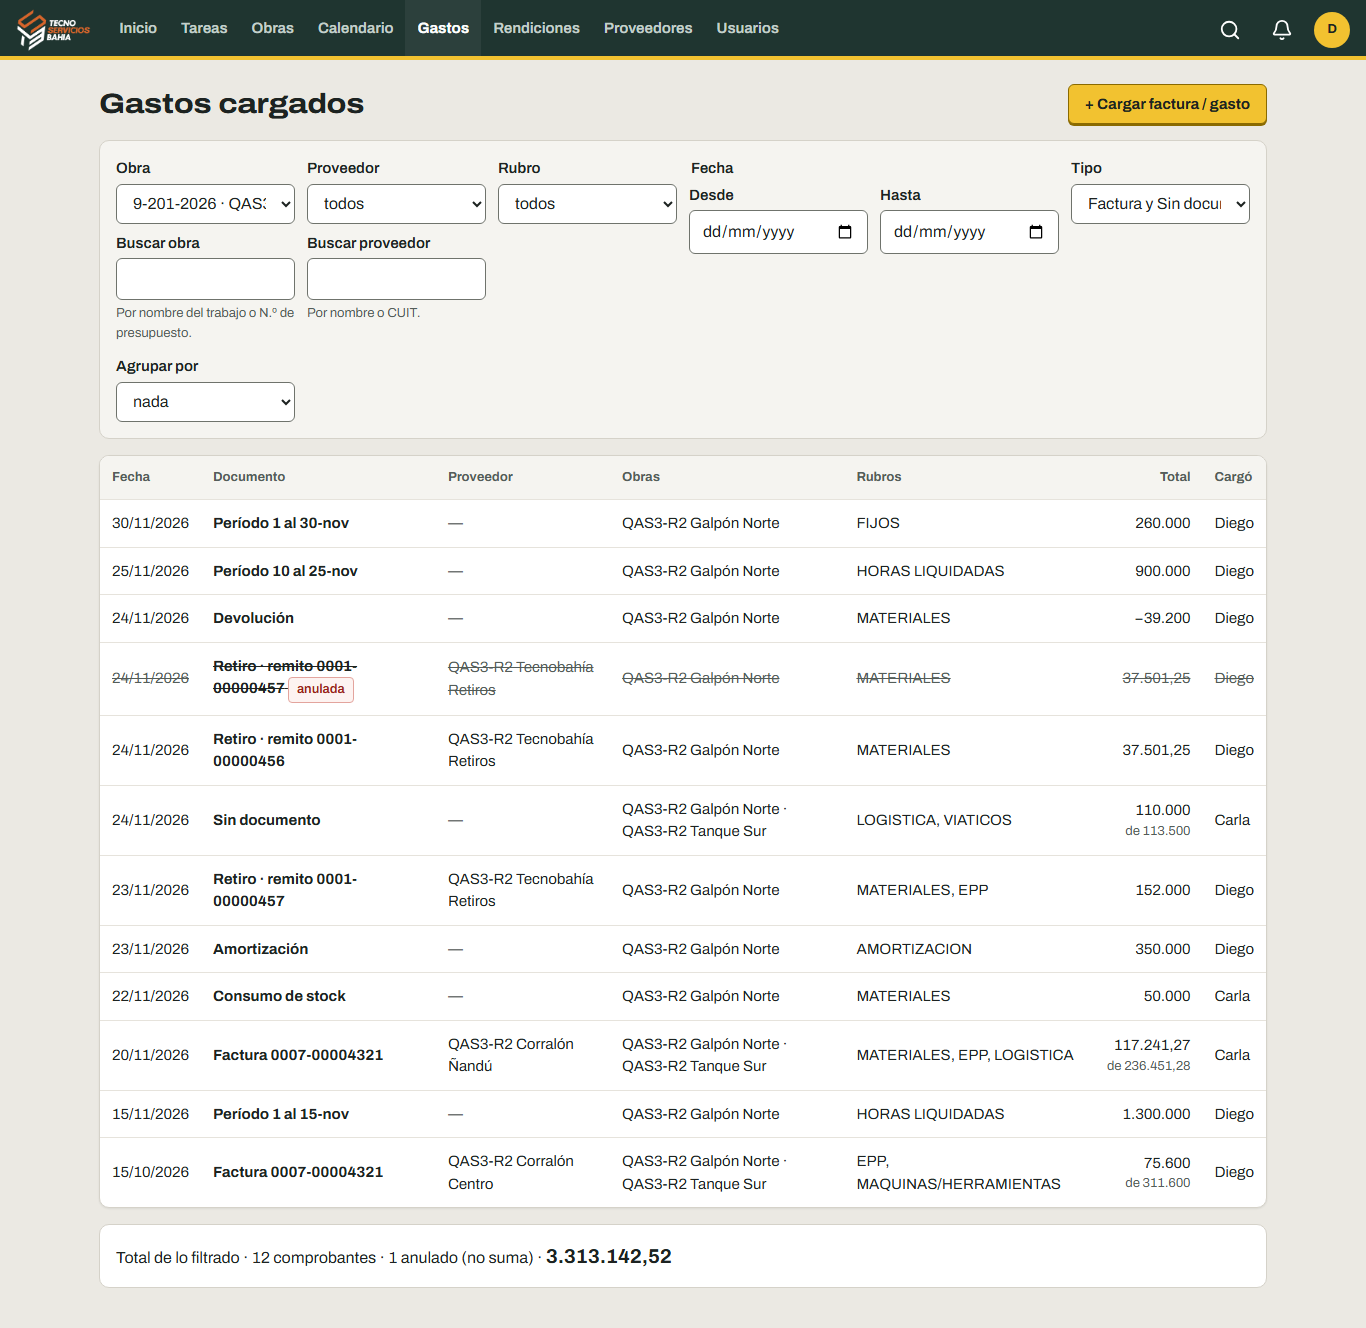 TECNO SERVICIOS BAHIA
Inicio Tareas Obras Calendario Gastos Rendiciones Proveedores Usuarios D
Gastos cargados
+ Cargar factura / gasto
Obra Proveedor Rubro Fecha Tipo
Desde Hasta
9-201-2026 · QAS: todos todos dd/mm/yyyy dd/mm/yyyy Factura y Sin docu
Buscar obra Buscar proveedor
Por nombre del trabajo o N.º de presupuesto. Por nombre o CUIT.
Agrupar por
nada
Fecha Documento Proveedor Obras Rubros Total Cargó
30/11/2026 Período 1 al 30-nov — QAS3-R2 Galpón Norte FIJOS 260.000 Diego
25/11/2026 Período 10 al 25-nov — QAS3-R2 Galpón Norte HORAS LIQUIDADAS 900.000 Diego
24/11/2026 Devolución — QAS3-R2 Galpón Norte MATERIALES −39.200 Diego
24/11/2026 Retiro · remito 0001-00000457 anulada QAS3-R2 Tecnobahía Retiros QAS3-R2 Galpón Norte MATERIALES 37.501,25 Diego
24/11/2026 Retiro · remito 0001-00000456 QAS3-R2 Tecnobahía Retiros QAS3-R2 Galpón Norte MATERIALES 37.501,25 Diego
24/11/2026 Sin documento — QAS3-R2 Galpón Norte · QAS3-R2 Tanque Sur LOGISTICA, VIATICOS 110.000 de 113.500 Carla
23/11/2026 Retiro · remito 0001-00000457 QAS3-R2 Tecnobahía Retiros QAS3-R2 Galpón Norte MATERIALES, EPP 152.000 Diego
23/11/2026 Amortización — QAS3-R2 Galpón Norte AMORTIZACION 350.000 Diego
22/11/2026 Consumo de stock — QAS3-R2 Galpón Norte MATERIALES 50.000 Carla
20/11/2026 Factura 0007-00004321 QAS3-R2 Corralón Ñandú QAS3-R2 Galpón Norte · QAS3-R2 Tanque Sur MATERIALES, EPP, LOGISTICA 117.241,27 de 236.451,28 Carla
15/11/2026 Período 1 al 15-nov — QAS3-R2 Galpón Norte HORAS LIQUIDADAS 1.300.000 Diego
15/10/2026 Factura 0007-00004321 QAS3-R2 Corralón Centro QAS3-R2 Galpón Norte · QAS3-R2 Tanque Sur EPP, MAQUINAS/HERRAMIENTAS 75.600 de 311.600 Diego
Total de lo filtrado · 12 comprobantes · 1 anulado (no suma) · 3.313.142,52